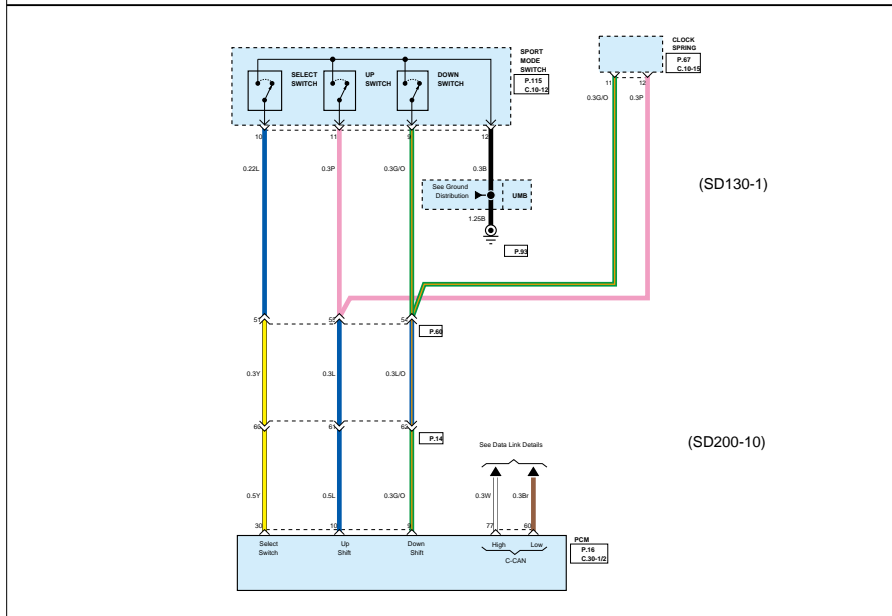 SPORT
MODE
SWITCH
P.115
C.10-12
SELECT
SWITCH
UP
SWITCH
DOWN
SWITCH
CLOCK
SPRING
P.67
C.10-15
10
11
9
12
11
12
0.22L
0.3P
0.3G/O
0.3B
0.3G/O
0.3P
See Ground
Distribution
UMB
1.25B
P.93
(SD130-1)
51
55
54
P.60
0.3Y
0.3L
0.3L/O
66
61
62
P.14
See Data Link Details
(SD200-10)
0.5Y
0.5L
0.3G/O
0.3W
0.3Br
30
10
9
77
60
Select
Switch
Up
Shift
Down
Shift
High
Low
C-CAN
PCM
P.16
C.30-1/2